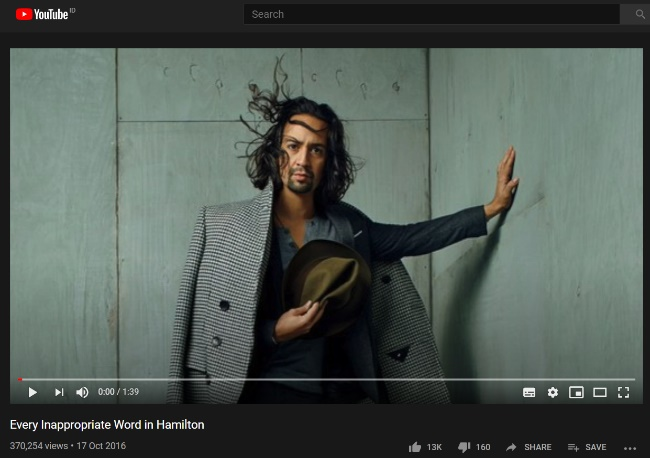 YouTube ID
Search
0:00 / 1:39
Every Inappropriate Word in Hamilton
370,254 views • 17 Oct 2016
13K 160 SHARE SAVE